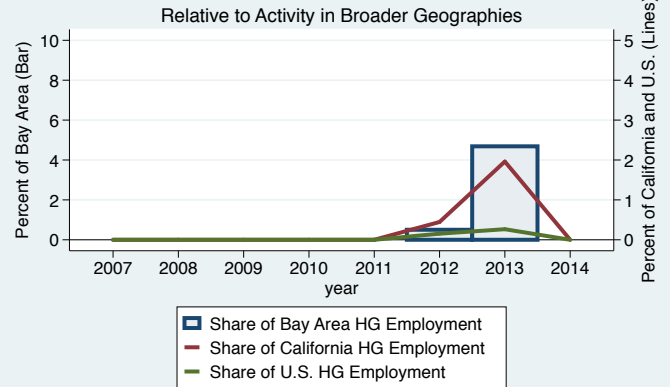 Relative to Activity in Broader Geographies
Percent of Bay Area (Bar)
10
8
6
4
2
0
5
4
3
2
1
0
Percent of California and U.S. (Lines)
2007 2008 2009 2010 2011 2012 2013 2014
year
Share of Bay Area HG Employment
Share of California HG Employment
Share of U.S. HG Employment